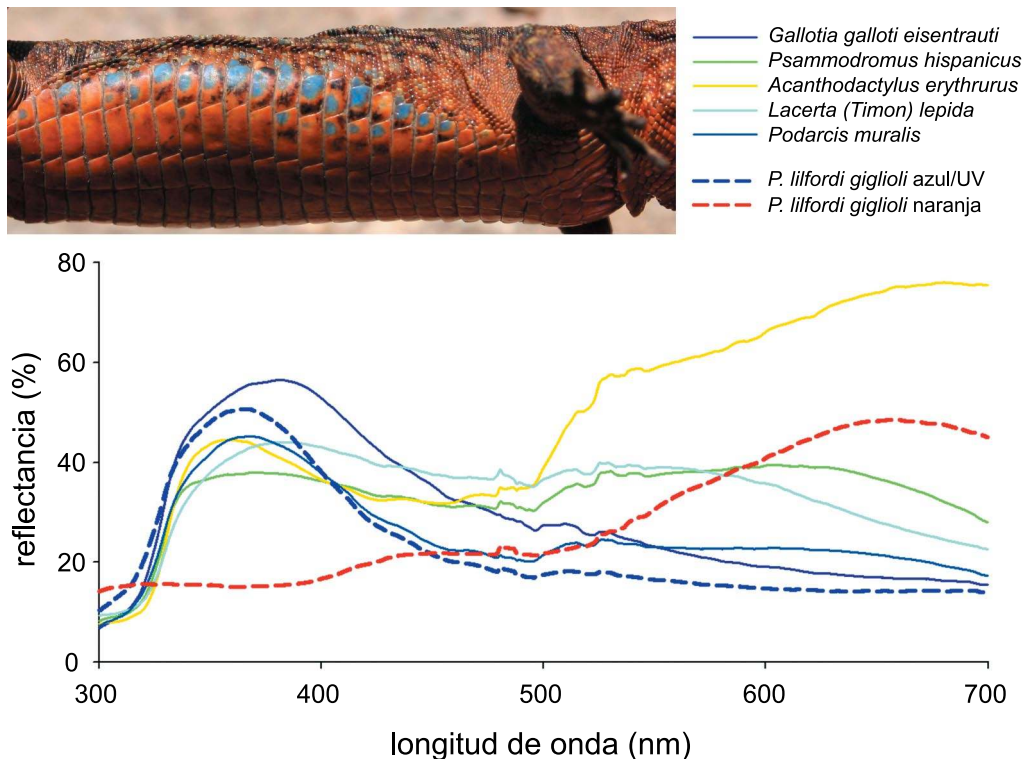 Gallotia galloti eisentrauti
Psammodromus hispanicus
Acanthodactylus erythrurus
Lacerta (Timon) lepida
Podarcis muralis
P. lilfordi giglioli azul/UV
P. lilfordi giglioli naranja
80
60
40
20
0
reflectancia (%)
300 400 500 600 700
longitud de onda (nm)